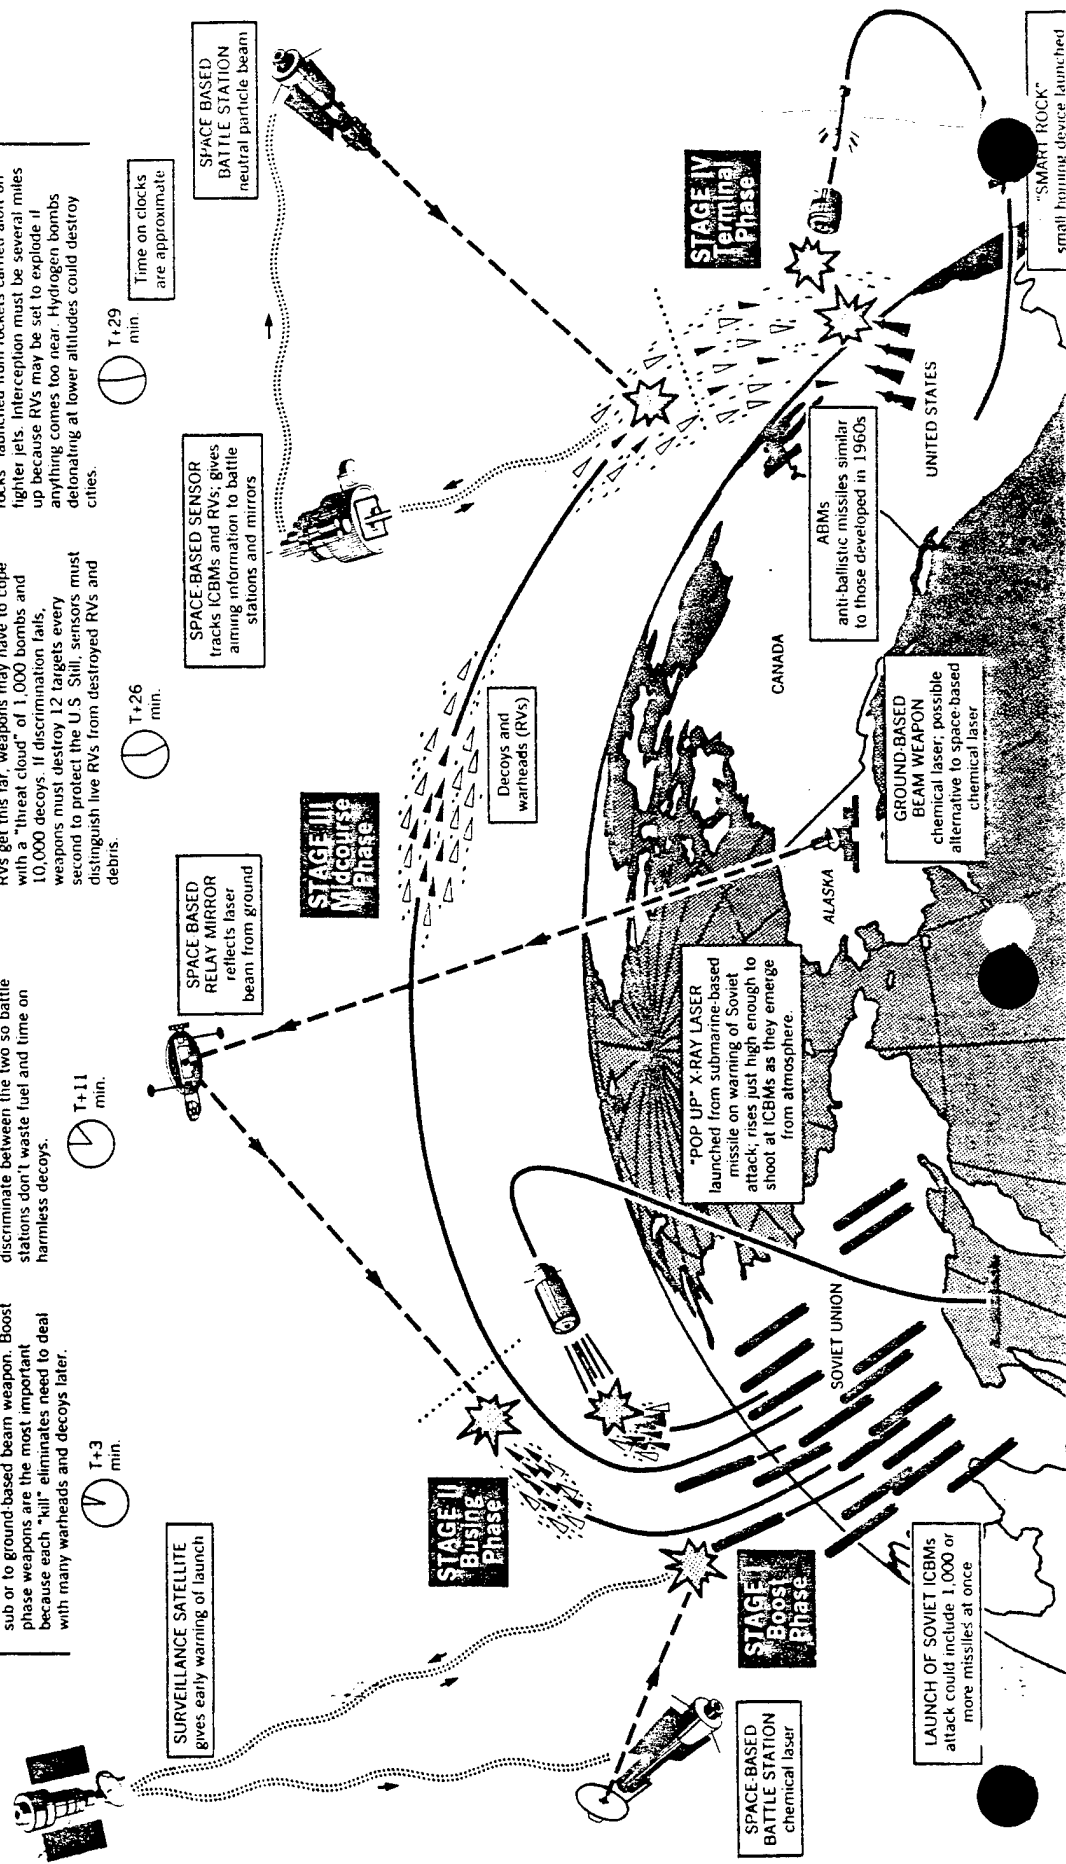 sub or to ground-based beam weapon. Boost
phase weapons are the most important
because each "kill" eliminates need to deal
with many warheads and decoys later.
T+3
min.
discriminate between the two so battle
stations don't waste fuel and time on
harmless decoys.
T+11
min.
RVs get this far, weapons may have to cope
with a "threat cloud" of 1,000 bombs and
10,000 decoys. If discrimination fails,
weapons must destroy 12 targets every
second to protect the U.S. Still, sensors must
distinguish live RVs from destroyed RVs and
debris.
T+26
min.
rocks" launched from rockets carried aloft on
fighter jets. Interception must be several miles
up because RVs may be set to explode if
anything comes too near. Hydrogen bombs
detonating at lower altitudes could destroy
cities.
T+29
min.
Time on clocks
are approximate
SURVEILLANCE SATELLITE
gives early warning of launch
SPACE-BASED
RELAY MIRROR
reflects laser
beam from ground
SPACE-BASED SENSOR
tracks ICBMs and RVs; gives
aiming information to battle
stations and mirrors
SPACE BASED
BATTLE STATION
neutral particle beam
STAGE II
Busing
Phase
STAGE III
Midcourse
Phase
Decoys and
warheads (RVs)
STAGE IV
Terminal
Phase
STAGE I
Boost
Phase
SPACE-BASED
BATTLE STATION
chemical laser
"POP UP" X-RAY LASER
launched from submarine-based
missile on warning of Soviet
attack; rises just high enough to
shoot at ICBMs as they emerge
from atmosphere.
SOVIET UNION
ALASKA
CANADA
UNITED STATES
ABMs
anti-ballistic missiles similar
to those developed in 1960s
GROUND-BASED
BEAM WEAPON
chemical laser; possible
alternative to space-based
chemical laser
LAUNCH OF SOVIET ICBMs
attack could include 1,000 or
more missiles at once
"SMART ROCK"
small homing device launched